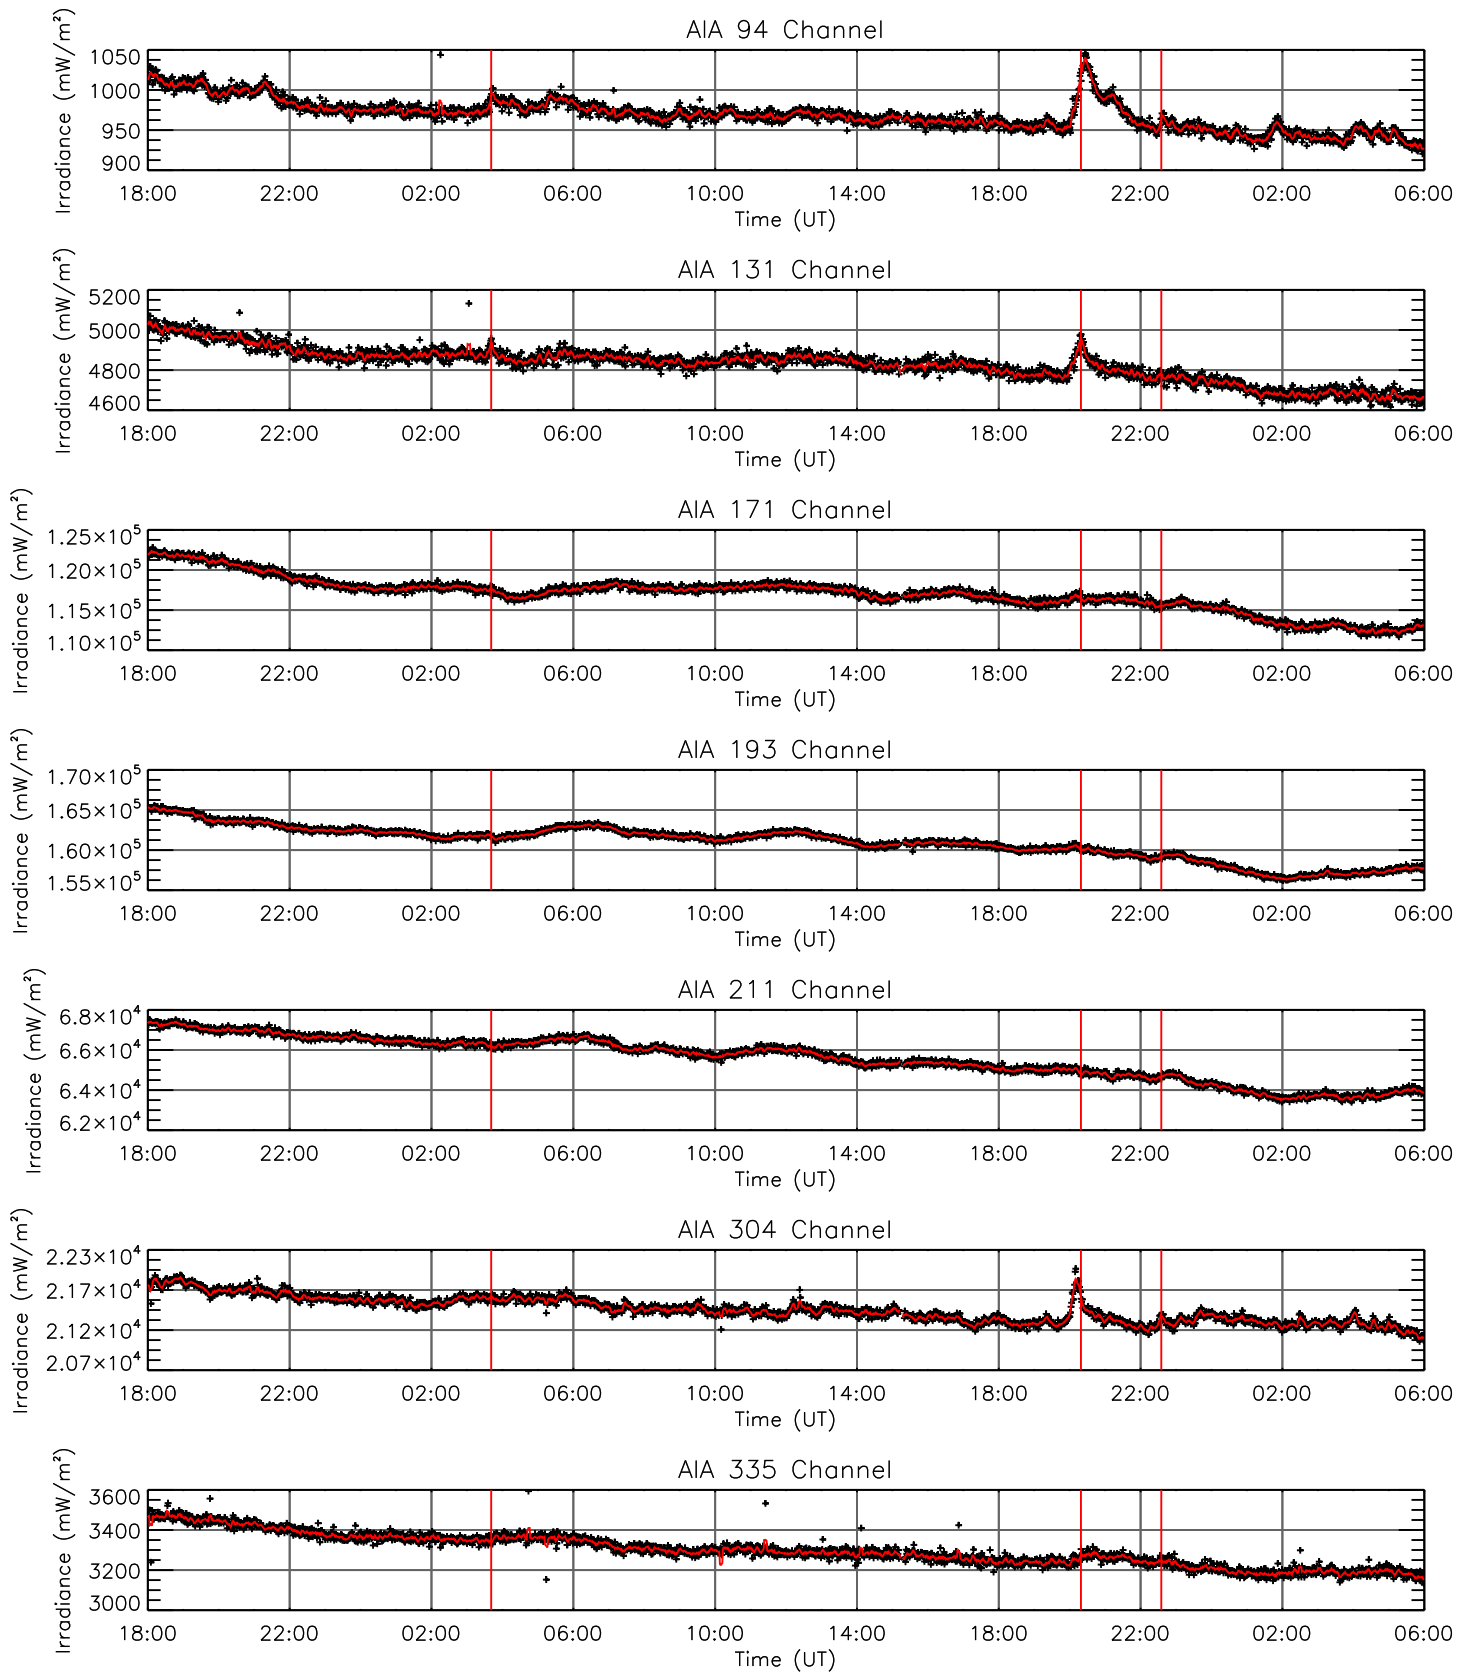 AIA 94 Channel
Irradiance (mW/m²)
1050
1000
950
900
18:00 22:00 02:00 06:00 10:00 14:00 18:00 22:00 02:00 06:00
Time (UT)
AIA 131 Channel
Irradiance (mW/m²)
5200
5000
4800
4600
18:00 22:00 02:00 06:00 10:00 14:00 18:00 22:00 02:00 06:00
Time (UT)
AIA 171 Channel
Irradiance (mW/m²)
1.25×10⁵
1.20×10⁵
1.15×10⁵
1.10×10⁵
18:00 22:00 02:00 06:00 10:00 14:00 18:00 22:00 02:00 06:00
Time (UT)
AIA 193 Channel
Irradiance (mW/m²)
1.70×10⁵
1.65×10⁵
1.60×10⁵
1.55×10⁵
18:00 22:00 02:00 06:00 10:00 14:00 18:00 22:00 02:00 06:00
Time (UT)
AIA 211 Channel
Irradiance (mW/m²)
6.8×10⁴
6.6×10⁴
6.4×10⁴
6.2×10⁴
18:00 22:00 02:00 06:00 10:00 14:00 18:00 22:00 02:00 06:00
Time (UT)
AIA 304 Channel
Irradiance (mW/m²)
2.23×10⁴
2.17×10⁴
2.12×10⁴
2.07×10⁴
18:00 22:00 02:00 06:00 10:00 14:00 18:00 22:00 02:00 06:00
Time (UT)
AIA 335 Channel
Irradiance (mW/m²)
3600
3400
3200
3000
18:00 22:00 02:00 06:00 10:00 14:00 18:00 22:00 02:00 06:00
Time (UT)